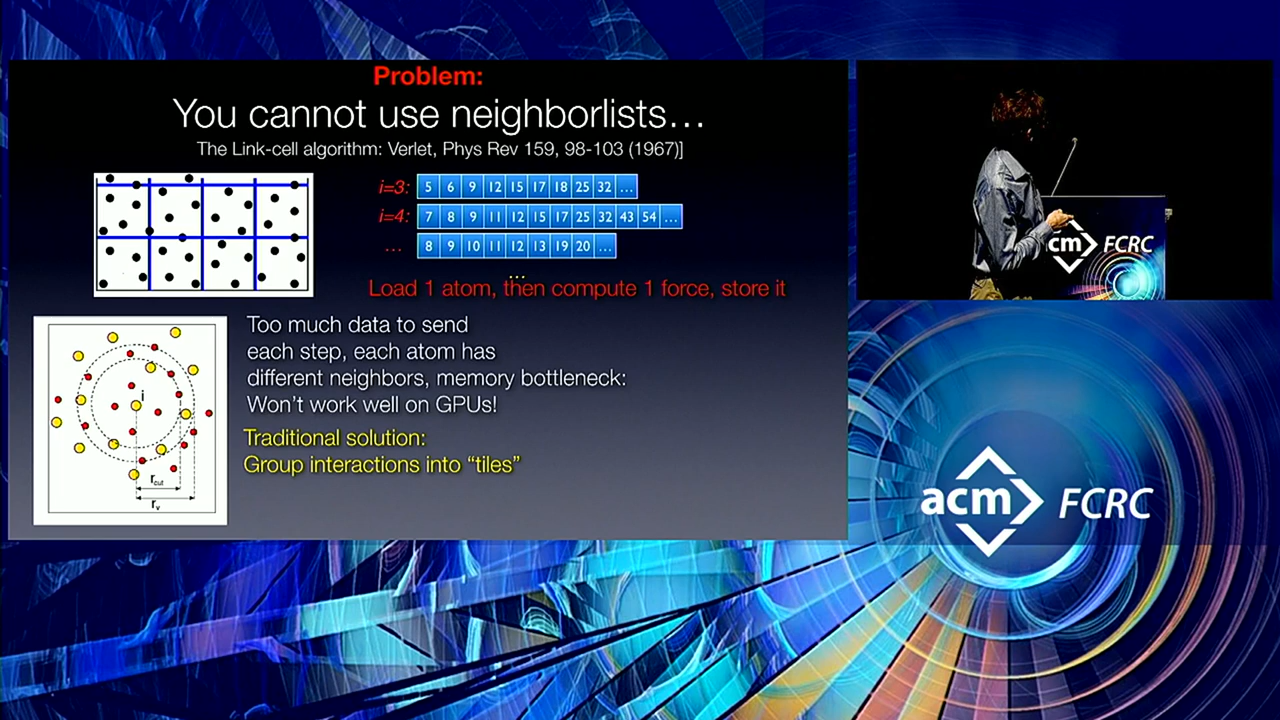 Problem:
You cannot use neighborlists…
The Link-cell algorithm: Verlet, Phys Rev 159, 98-103 (1967)]
i=3: 5 6 9 12 15 17 18 25 32 …
i=4: 7 8 9 11 12 15 17 25 32 43 54 …
… 8 9 10 11 12 13 19 20 …
…
Load 1 atom, then compute 1 force, store it
Too much data to send
each step, each atom has
different neighbors, memory bottleneck:
Won't work well on GPUs!
Traditional solution:
Group interactions into “tiles”
i
rcut
rv
cm FCRC
acm FCRC